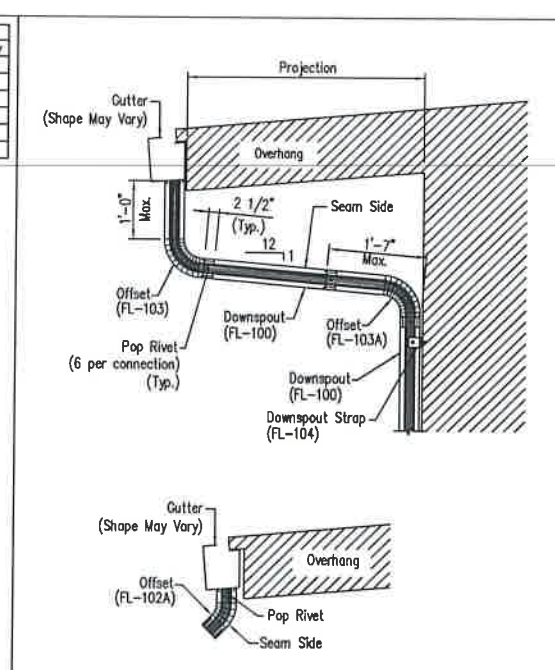 Projection
Gutter
(Shape May Vary)
Overhang
1'-0"
Max.
2 1/2"
(Typ.)
Seam Side
12
1
1'-7"
Max.
Offset
(FL-103)
Downspout
(FL-100)
Offset
(FL-103A)
Pop Rivet
(6 per connection)
(Typ.)
Downspout
(FL-100)
Downspout Strap
(FL-104)
Gutter
(Shape May Vary)
Overhang
Offset
(FL-102A)
Pop Rivet
Seam Side